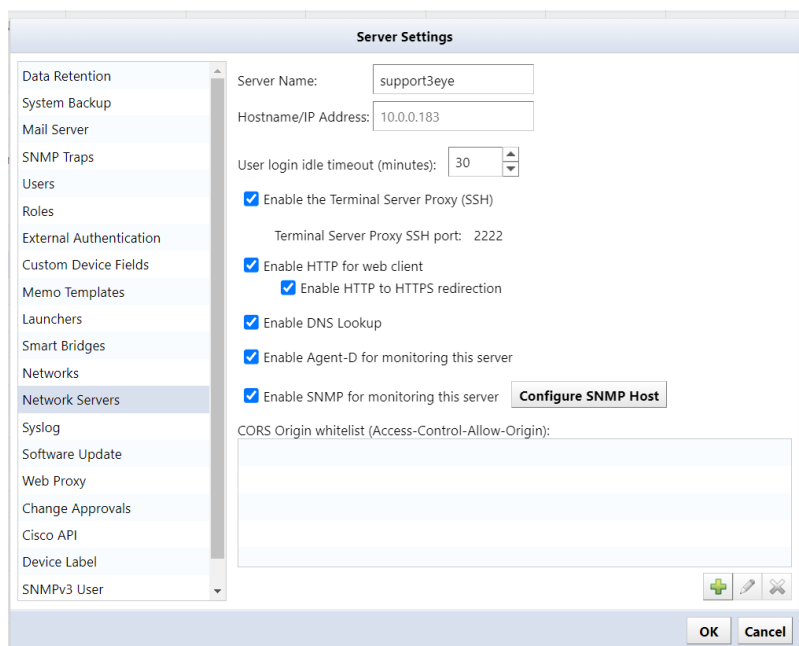 Server Settings
Data Retention
System Backup
Mail Server
SNMP Traps
Users
Roles
External Authentication
Custom Device Fields
Memo Templates
Launchers
Smart Bridges
Networks
Network Servers
Syslog
Software Update
Web Proxy
Change Approvals
Cisco API
Device Label
SNMPv3 User
Server Name: support3eye
Hostname/IP Address: 10.0.0.183
User login idle timeout (minutes): 30
Enable the Terminal Server Proxy (SSH)
Terminal Server Proxy SSH port: 2222
Enable HTTP for web client
Enable HTTP to HTTPS redirection
Enable DNS Lookup
Enable Agent-D for monitoring this server
Enable SNMP for monitoring this server Configure SNMP Host
CORS Origin whitelist (Access-Control-Allow-Origin):
OK Cancel